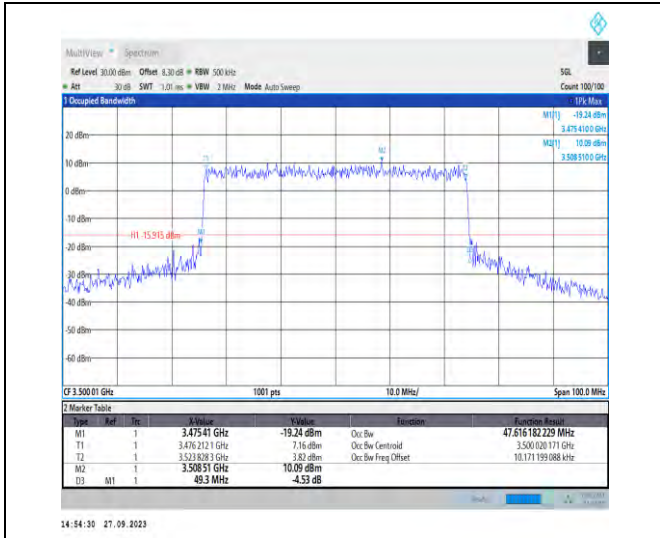 MultiView Spectrum
Ref Level 30.00 dBm Offset 8.30 dB RBW 500 kHz SGL
Att 30 dB SWT 1.01 ms VBW 2 MHz Mode Auto Sweep Count 100/100
1 Occupied Bandwidth 1Pk Max
M1[1] -19.24 dBm
3.475 4100 GHz
M2[1] 10.09 dBm
3.508 5100 GHz
20 dBm
M2
T1
10 dBm
0 dBm
-10 dBm
H1 -15.915 dBm
-20 dBm
-30 dBm
-40 dBm
-50 dBm
-60 dBm
CF 3.500 01 GHz 1001 pts 10.0 MHz/ Span 100.0 MHz
2 Marker Table
Type Ref Trc X-Value Y-Value Function Function Result
M1 1 3.475 41 GHz -19.24 dBm Occ Bw 47.616 182 229 MHz
T1 1 3.476 212 1 GHz 7.16 dBm Occ Bw Centroid 3.500 020 171 GHz
T2 1 3.523 828 3 GHz 3.82 dBm Occ Bw Freq Offset 10.171 199 088 kHz
M2 1 3.508 51 GHz 10.09 dBm
D3 M1 1 49.3 MHz -4.53 dB
14:54:30 27.09.2023